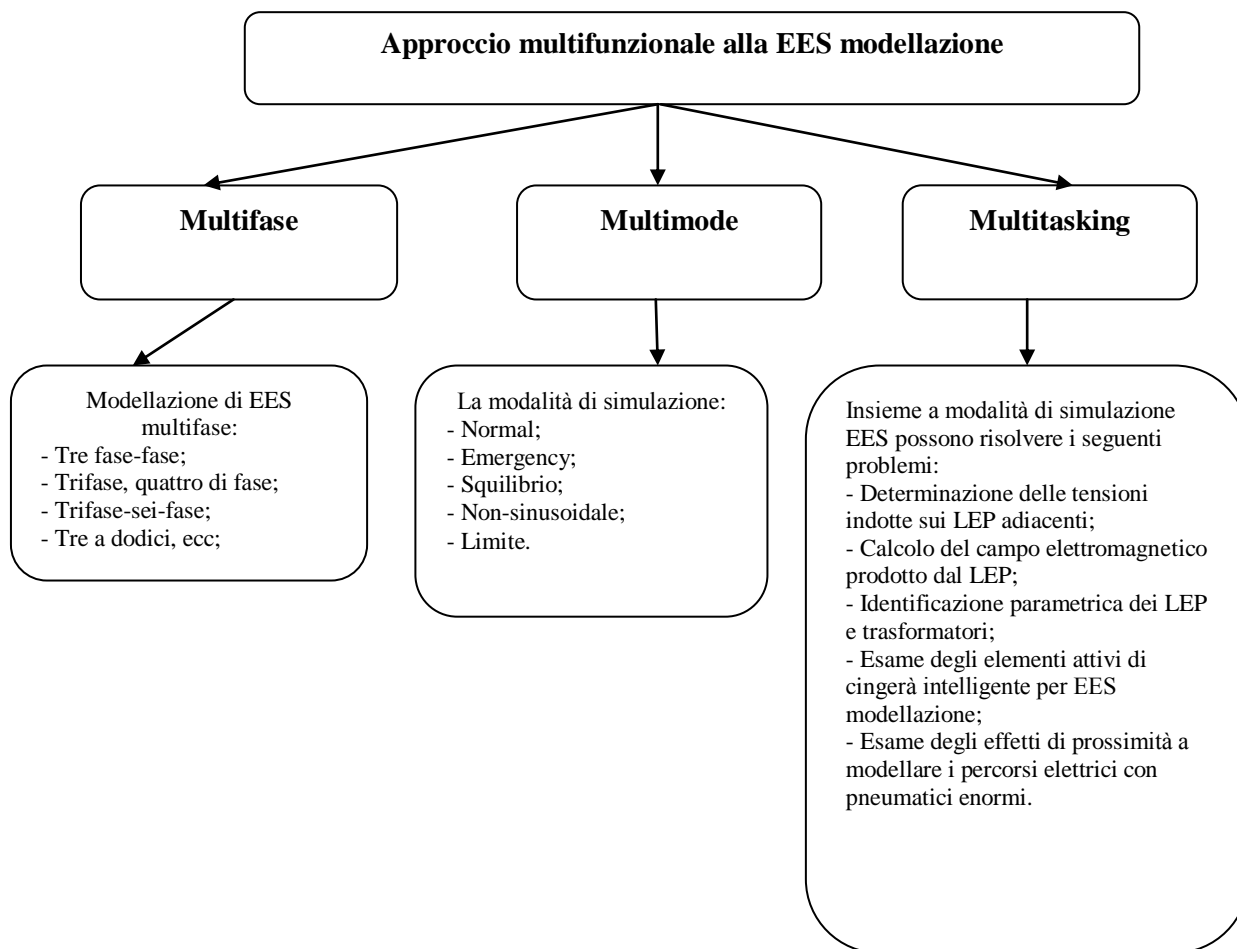 Approccio multifunzionale alla EES modellazione
Multifase
Multimode
Multitasking
Modellazione di EES
multifase:
- Tre fase-fase;
- Trifase, quattro di fase;
- Trifase-sei-fase;
- Tre a dodici, ecc;
La modalità di simulazione:
- Normal;
- Emergency;
- Squilibrio;
- Non-sinusoidale;
- Limite.
Insieme a modalità di simulazione
EES possono risolvere i seguenti
problemi:
- Determinazione delle tensioni
indotte sui LEP adiacenti;
- Calcolo del campo elettromagnetico
prodotto dal LEP;
- Identificazione parametrica dei LEP
e trasformatori;
- Esame degli elementi attivi di
cingerà intelligente per EES
modellazione;
- Esame degli effetti di prossimità a
modellare i percorsi elettrici con
pneumatici enormi.